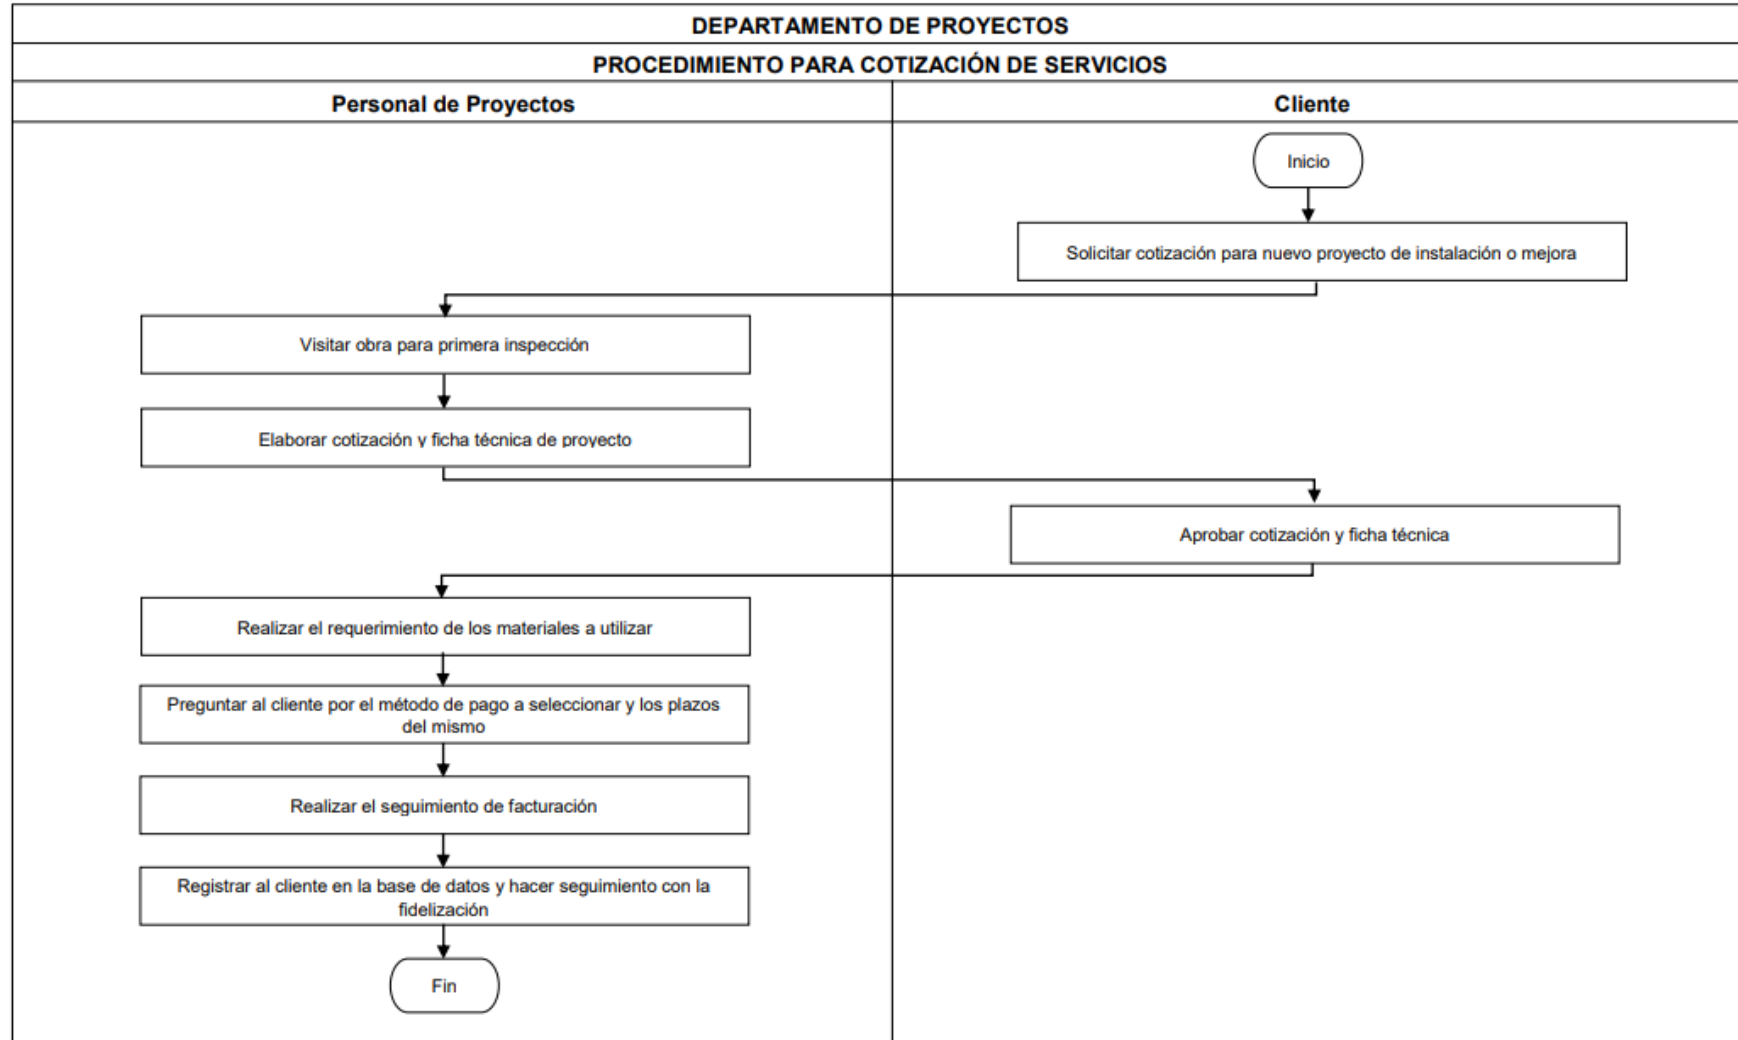 DEPARTAMENTO DE PROYECTOS
PROCEDIMIENTO PARA COTIZACIÓN DE SERVICIOS
Personal de Proyectos
Cliente
Inicio
Solicitar cotización para nuevo proyecto de instalación o mejora
Visitar obra para primera inspección
Elaborar cotización y ficha técnica de proyecto
Aprobar cotización y ficha técnica
Realizar el requerimiento de los materiales a utilizar
Preguntar al cliente por el método de pago a seleccionar y los plazos
del mismo
Realizar el seguimiento de facturación
Registrar al cliente en la base de datos y hacer seguimiento con la
fidelización
Fin